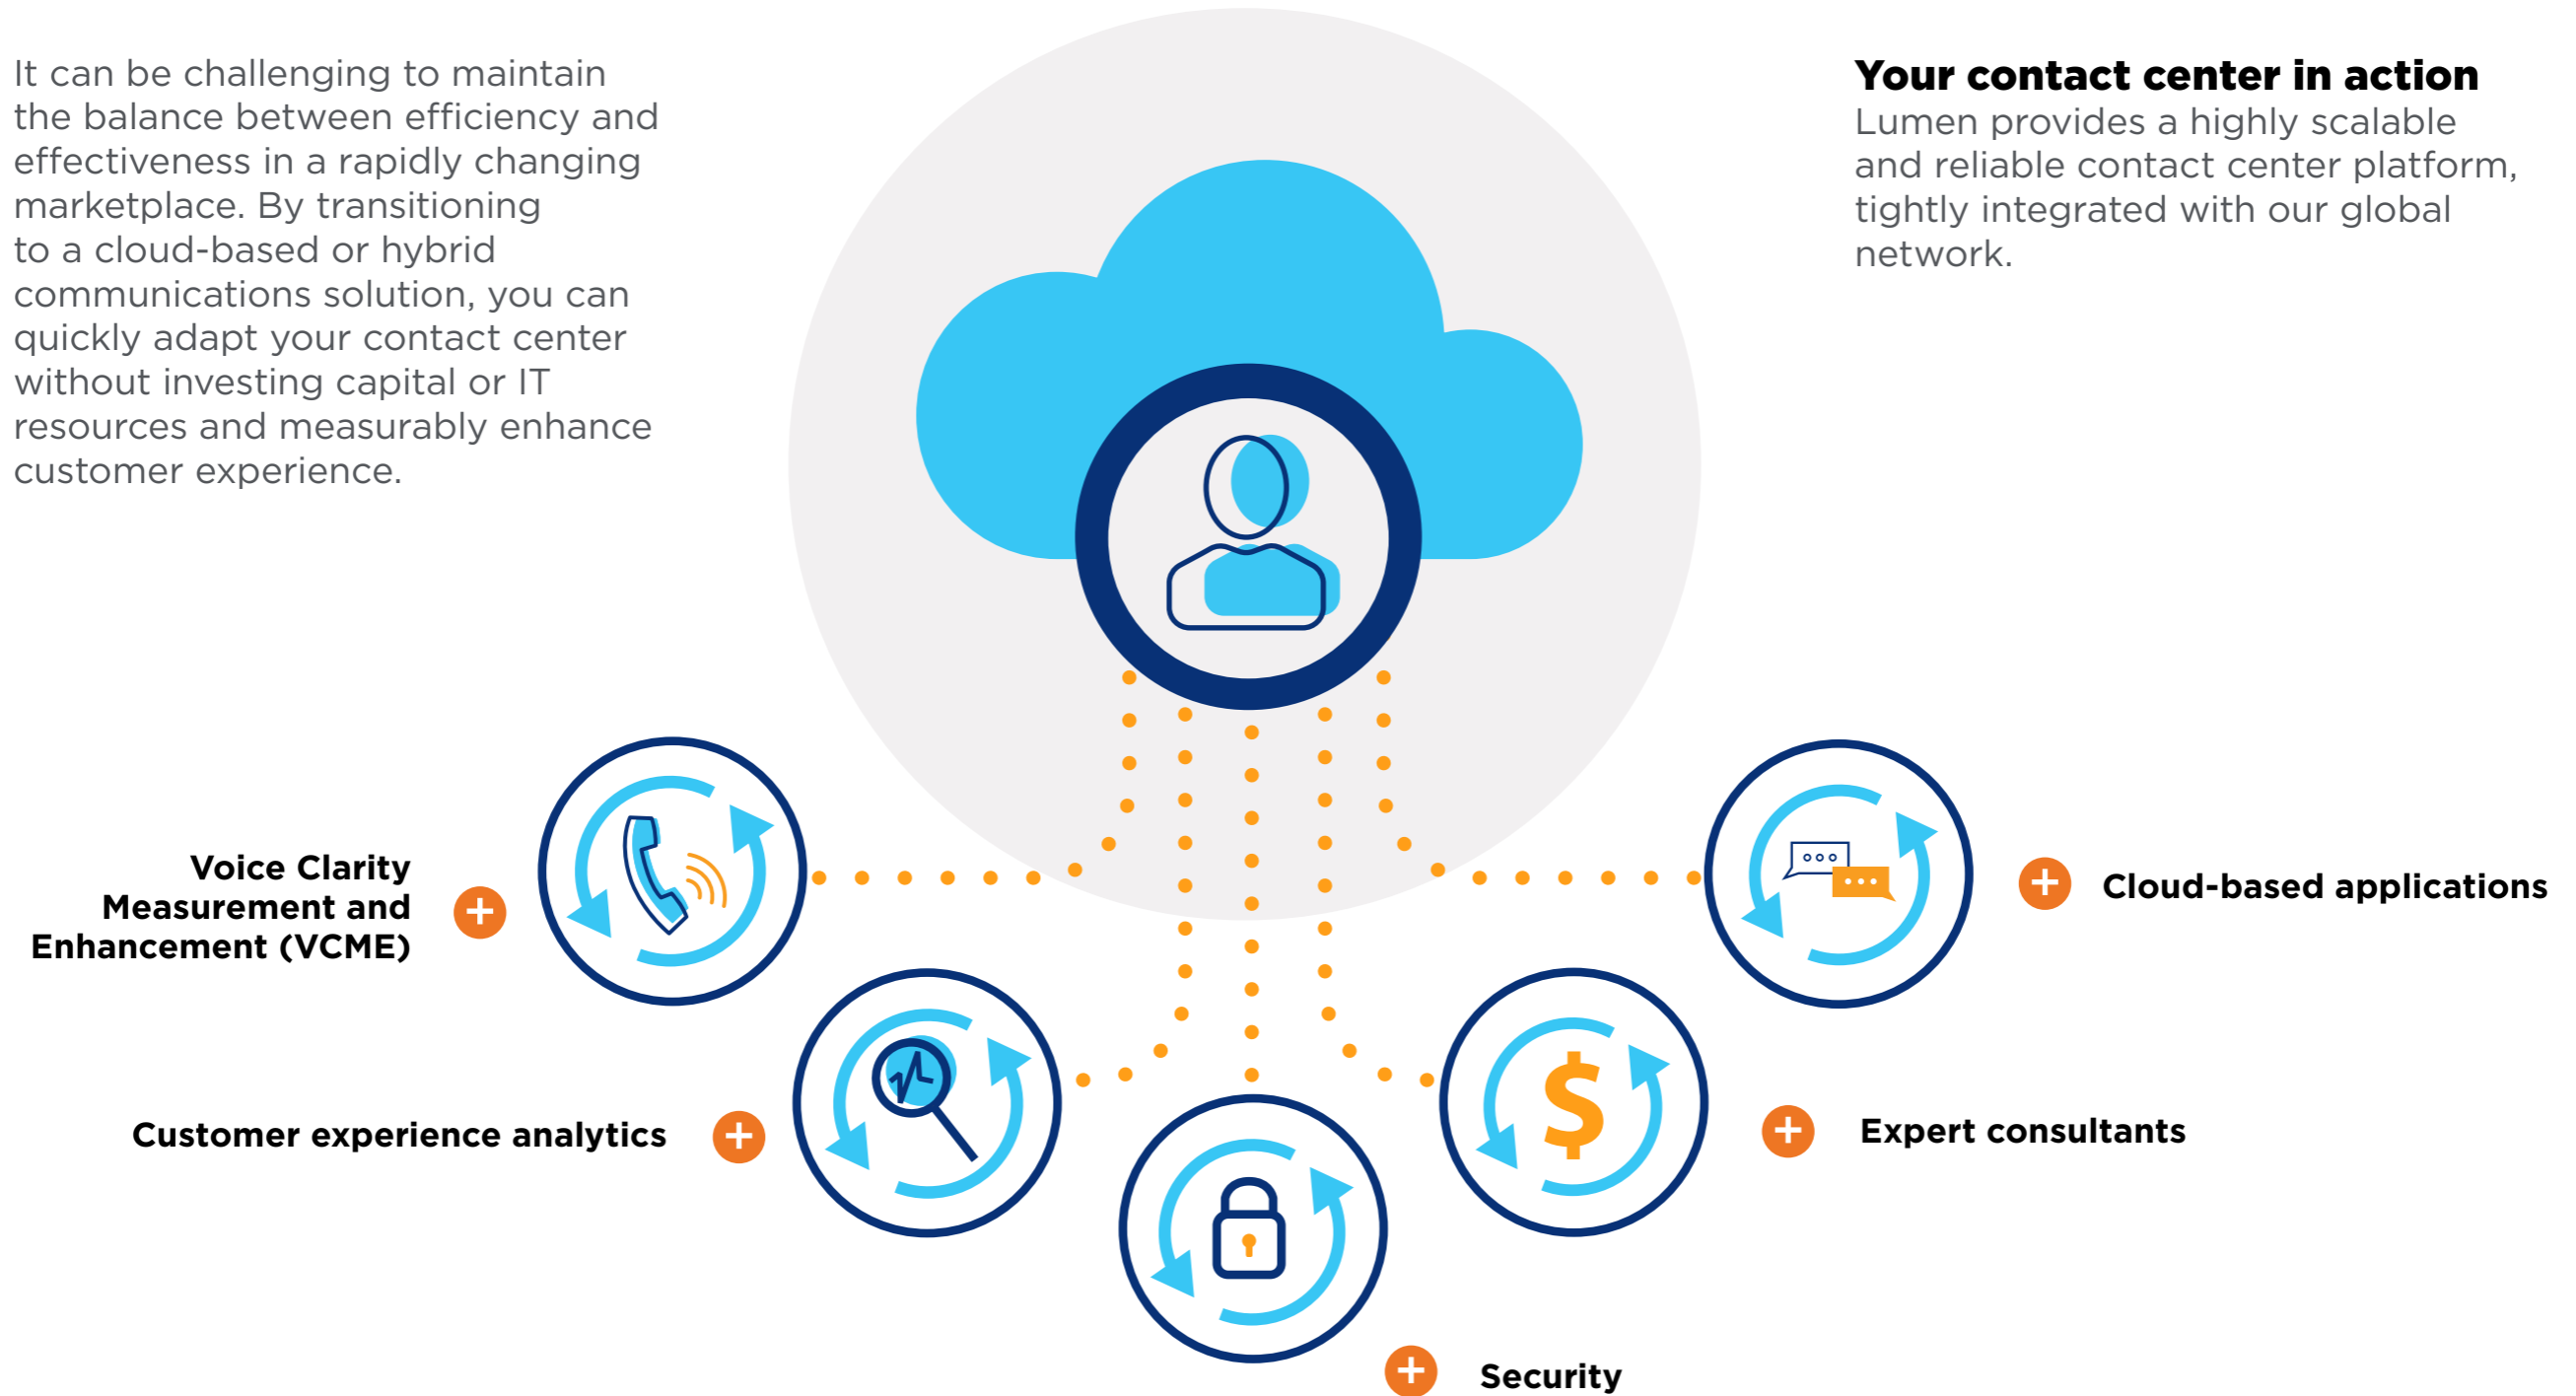 It can be challenging to maintain
the balance between efficiency and
effectiveness in a rapidly changing
marketplace. By transitioning
to a cloud-based or hybrid
communications solution, you can
quickly adapt your contact center
without investing capital or IT
resources and measurably enhance
customer experience.
Your contact center in action
Lumen provides a highly scalable
and reliable contact center platform,
tightly integrated with our global
network.
Voice Clarity
Measurement and
Enhancement (VCME)
Customer experience analytics
Security
Expert consultants
Cloud-based applications